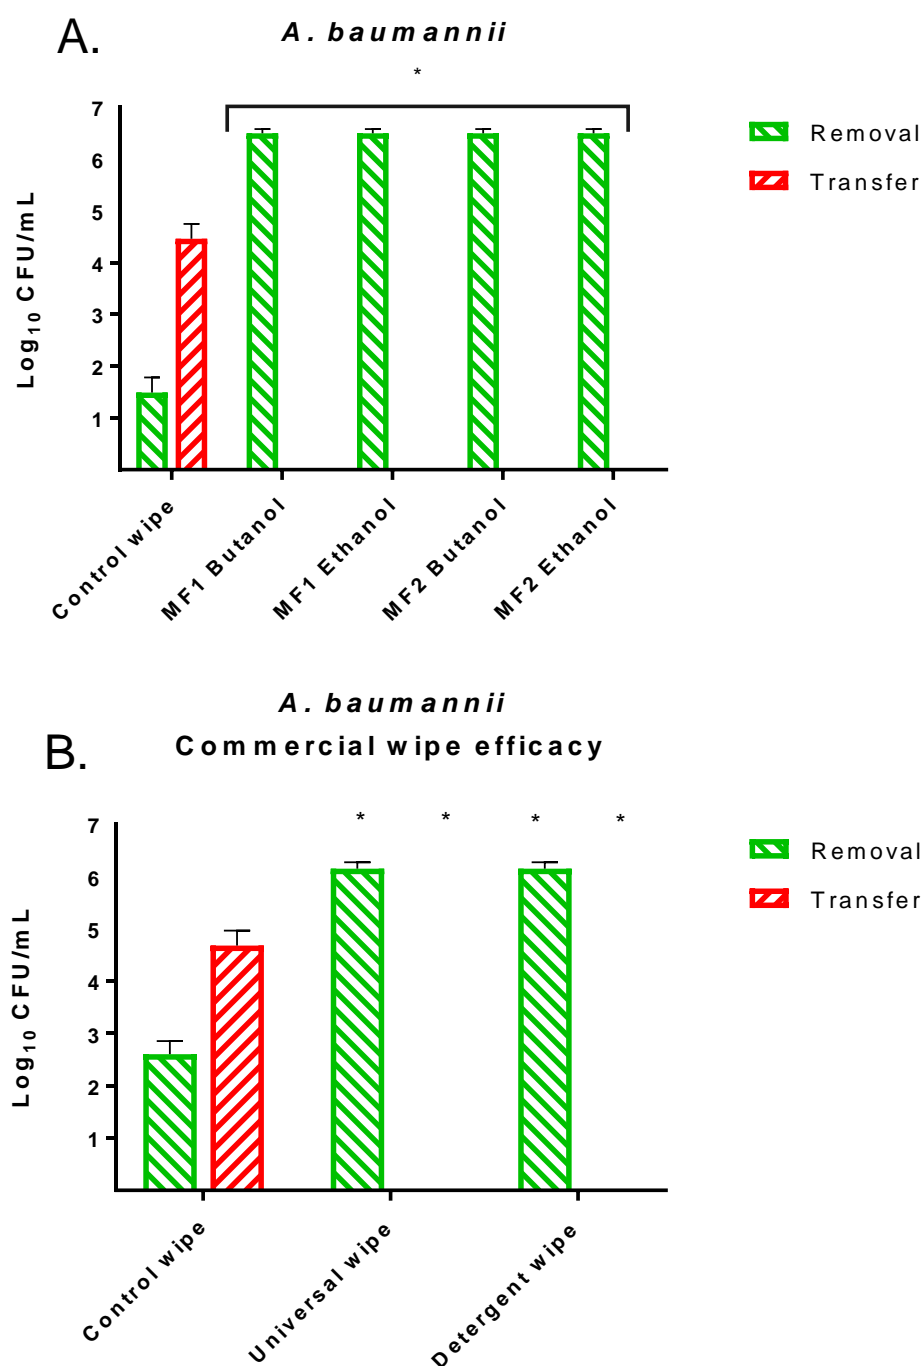 A.
A. baumannii
*
Log10 CFU/mL
7
6
5
4
3
2
1
Control wipe
MF1 Butanol
MF1 Ethanol
MF2 Butanol
MF2 Ethanol
Removal
Transfer
B.
A. baumannii
Commercial wipe efficacy
* * * *
Log10 CFU/mL
7
6
5
4
3
2
1
Control wipe
Universal wipe
Detergent wipe
Removal
Transfer